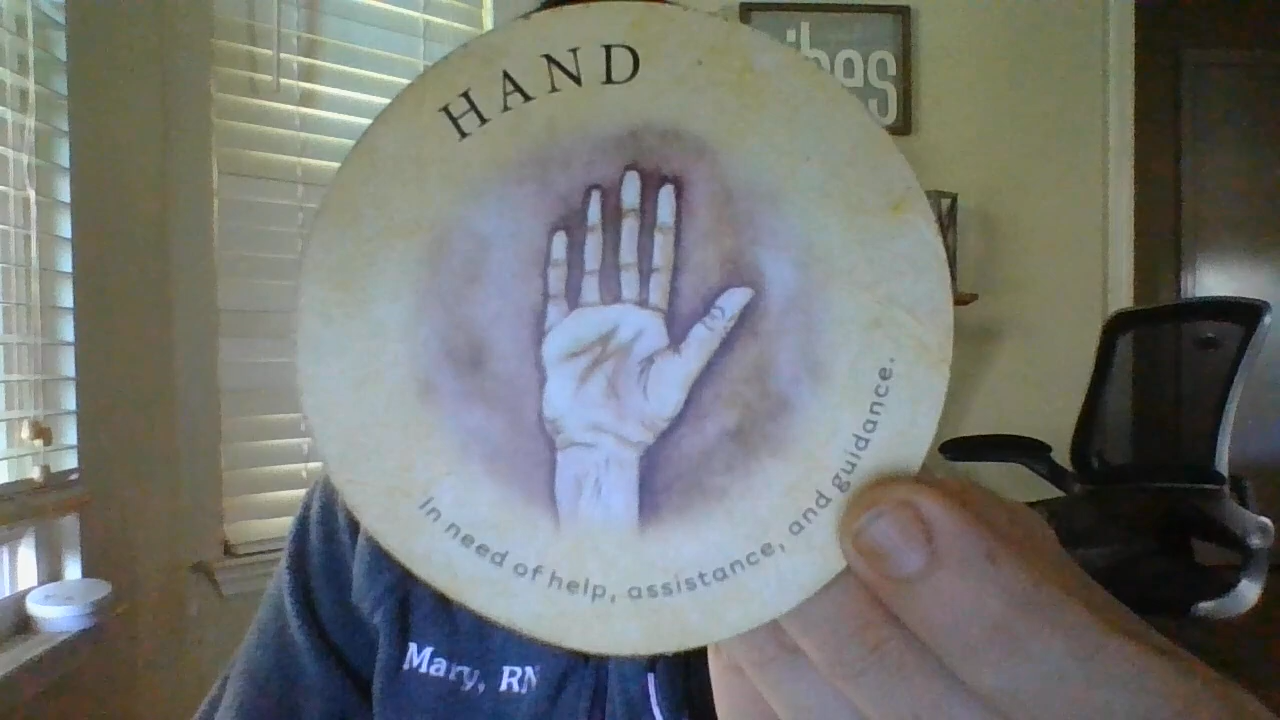 HAND
In need of help, assistance, and guidance.
Mary, RN